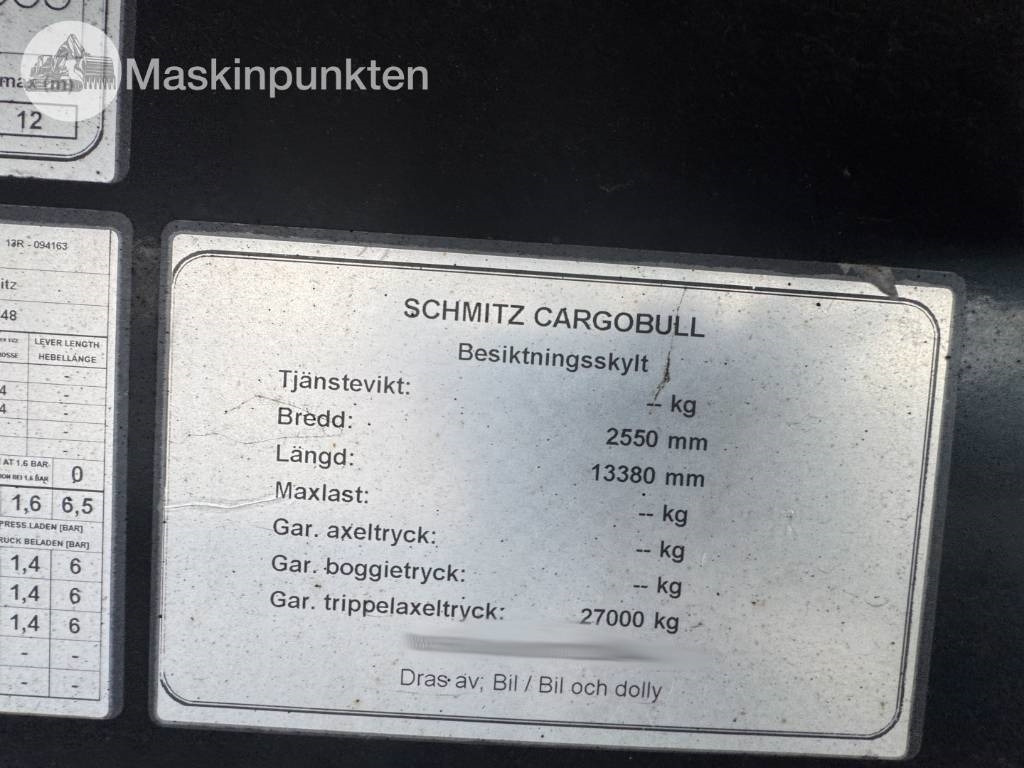 Maskinpunkten
max (m)
12
13R - 094163
itz
48
LEVER LENGTH
HEBELLÄNGE
-
4 -
4 -
-
-
AT 1.6 BAR
0
1,6 6,5
PRESS.LADEN [BAR]
RUCK BELADEN [BAR]
1,4 6
1,4 6
1,4 6
- -
- -
SCHMITZ CARGOBULL
Besiktningsskylt
Tjänstevikt: -- kg
Bredd: 2550 mm
Längd: 13380 mm
Maxlast: -- kg
Gar. axeltryck: -- kg
Gar. boggietryck: -- kg
Gar. trippelaxeltryck: 27000 kg
Dras av; Bil / Bil och dolly